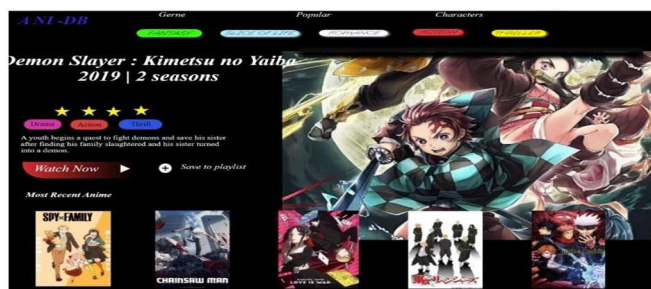 ANI-DB
Gerne Popular Characters
FANTASY SLICE OF LIFE ROMANCE ACTION THRILLER
Demon Slayer : Kimetsu no Yaiba
2019 | 2 seasons
Drama Action Thrill
A youth begins a quest to fight demons and save his sister
after finding his family slaughtered and his sister turned
into a demon.
Watch Now Save to playlist
Most Recent Anime
SPY×FAMILY
CHAINSAW MAN
LOVE IS WAR